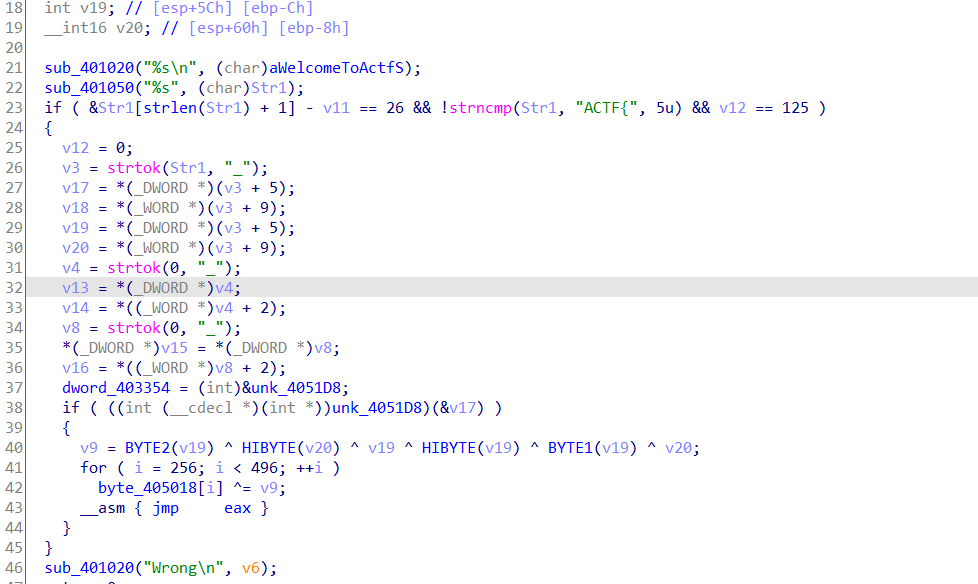 18 int v19; // [esp+5Ch] [ebp-Ch]
19 __int16 v20; // [esp+60h] [ebp-8h]
20
21 sub_401020("%s\n", (char)aWelcomeToActfS);
22 sub_401050("%s", (char)Str1);
23 if ( &Str1[strlen(Str1) + 1] - v11 == 26 && !strncmp(Str1, "ACTF{", 5u) && v12 == 125 )
24 {
25 v12 = 0;
26 v3 = strtok(Str1, "_");
27 v17 = *(_DWORD *)(v3 + 5);
28 v18 = *(_WORD *)(v3 + 9);
29 v19 = *(_DWORD *)(v3 + 5);
30 v20 = *(_WORD *)(v3 + 9);
31 v4 = strtok(0, "_");
32 v13 = *(_DWORD *)v4;
33 v14 = *((_WORD *)v4 + 2);
34 v8 = strtok(0, "_");
35 *(_DWORD *)v15 = *(_DWORD *)v8;
36 v16 = *((_WORD *)v8 + 2);
37 dword_403354 = (int)&unk_4051D8;
38 if ( ((int (__cdecl *)(int *))unk_4051D8)(&v17) )
39 {
40 v9 = BYTE2(v19) ^ HIBYTE(v20) ^ v19 ^ HIBYTE(v19) ^ BYTE1(v19) ^ v20;
41 for ( i = 256; i < 496; ++i )
42 byte_405018[i] ^= v9;
43 __asm { jmp eax }
44 }
45 }
46 sub_401020("Wrong\n", v6);